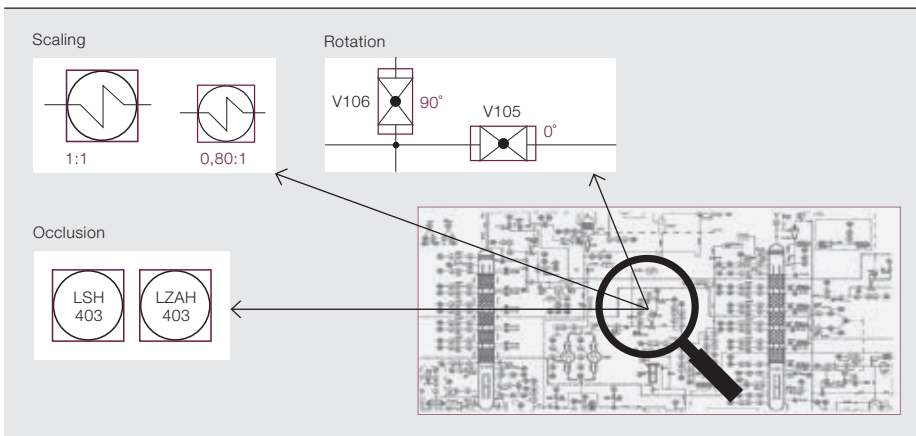 Scaling
1:1
0,80:1
Rotation
V106
90°
V105
0°
Occlusion
LSH
403
LZAH
403